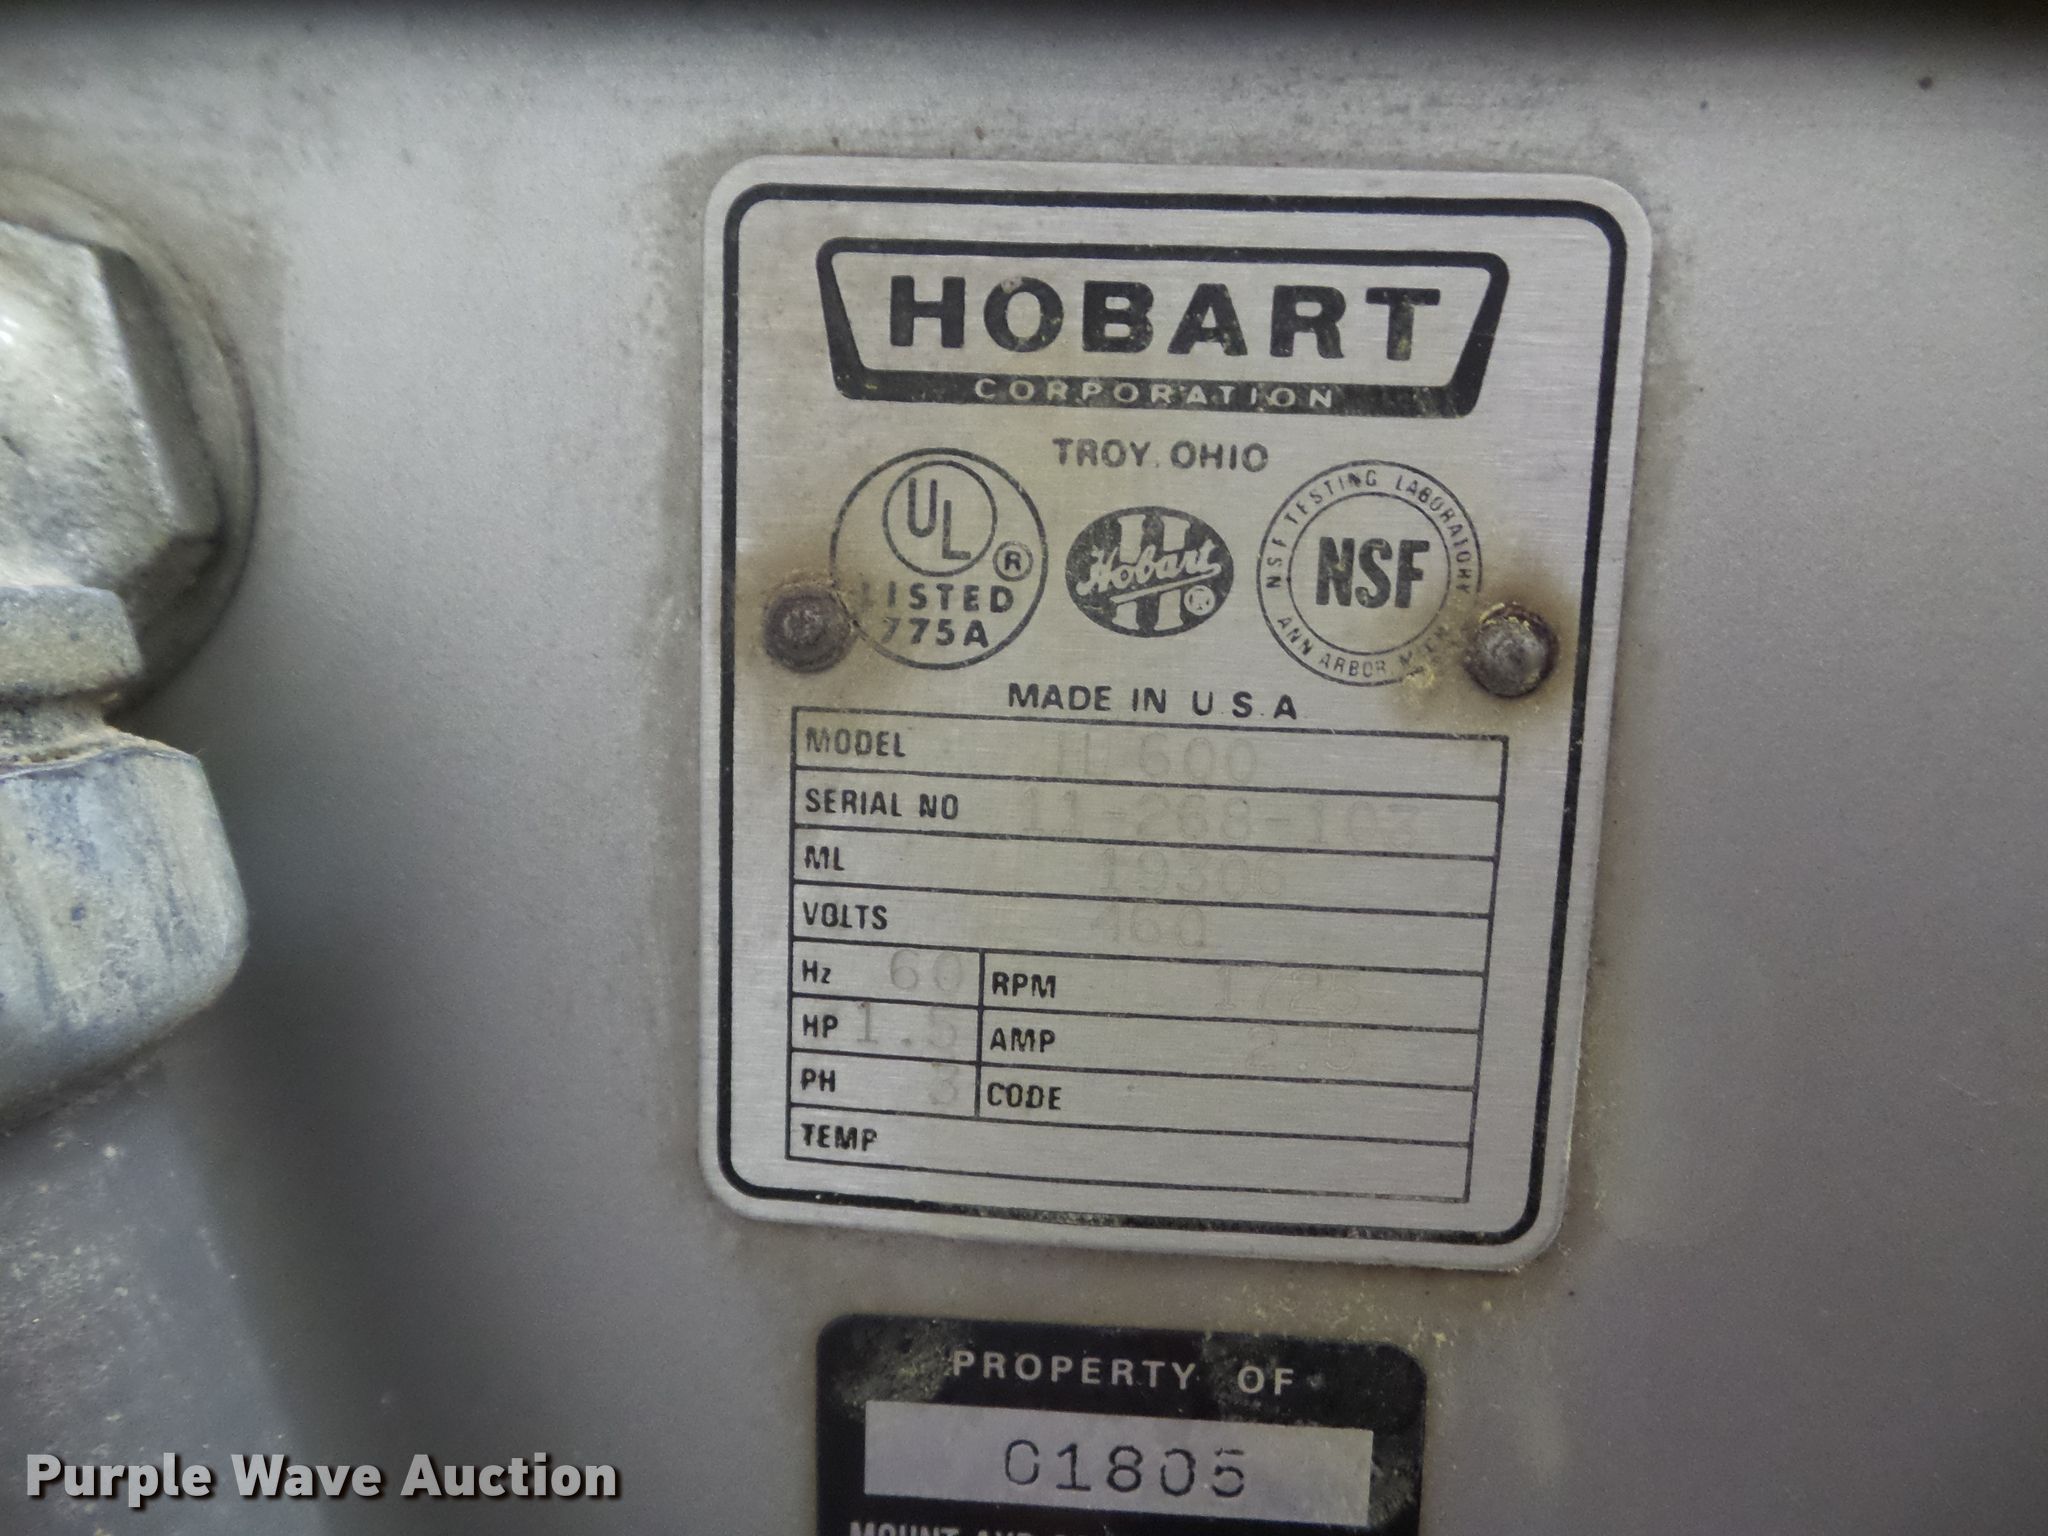 HOBART
CORPORATION
TROY, OHIO
UL ®
LISTED
775A
Hobart ®
NSF TESTING LABORATORY
NSF
ANN ARBOR MICH
MADE IN U.S.A
MODEL H 600
SERIAL NO 11-268-103
ML
VOLTS 460
Hz 60 RPM 1725
HP 1.5 AMP 2.5
PH 3 CODE
TEMP
PROPERTY OF
01805
MOUNT
Purple Wave Auction